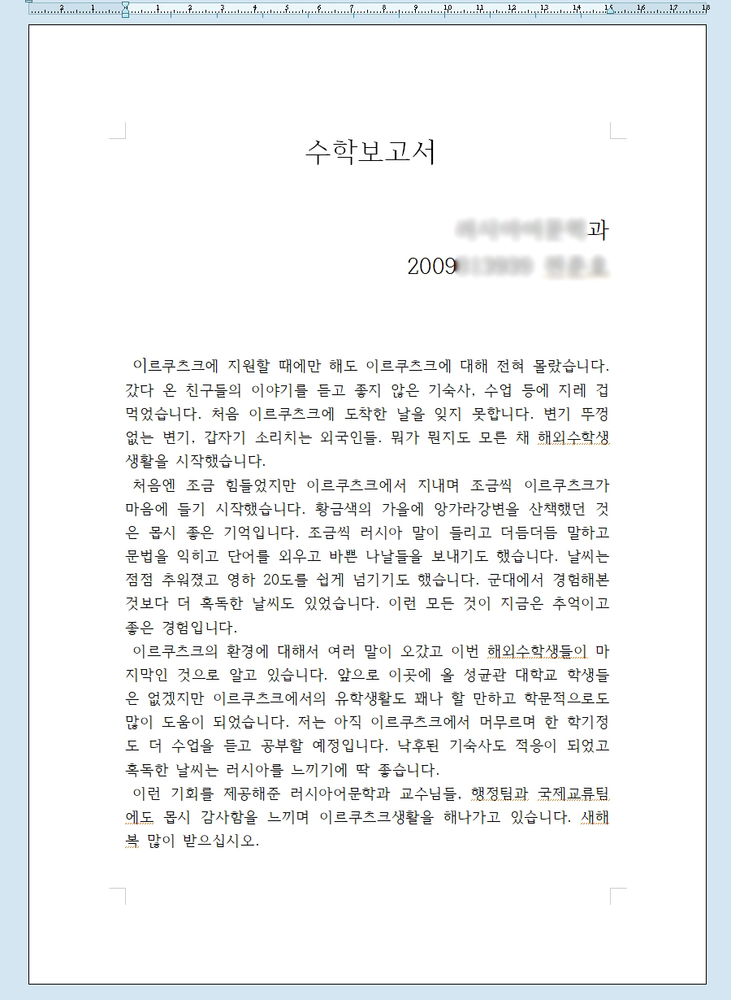 2 1 1 2 3 4 5 6 7 8 9 10 11 12 13 14 15 16 17 18
수학보고서
과
2009
이르쿠츠크에 지원할 때에만 해도 이르쿠츠크에 대해 전혀 몰랐습니다.
갔다 온 친구들의 이야기를 듣고 좋지 않은 기숙사, 수업 등에 지레 겁
먹었습니다. 처음 이르쿠츠크에 도착한 날을 잊지 못합니다. 변기 뚜껑
없는 변기, 갑자기 소리치는 외국인들. 뭐가 뭔지도 모른 채 해외수학생
생활을 시작했습니다.
처음엔 조금 힘들었지만 이르쿠츠크에서 지내며 조금씩 이르쿠츠크가
마음에 들기 시작했습니다. 황금색의 가을에 앙가라강변을 산책했던 것
은 몹시 좋은 기억입니다. 조금씩 러시아 말이 들리고 더듬더듬 말하고
문법을 익히고 단어를 외우고 바쁜 나날들을 보내기도 했습니다. 날씨는
점점 추워졌고 영하 20도를 쉽게 넘기기도 했습니다. 군대에서 경험해본
것보다 더 혹독한 날씨도 있었습니다. 이런 모든 것이 지금은 추억이고
좋은 경험입니다.
이르쿠츠크의 환경에 대해서 여러 말이 오갔고 이번 해외수학생들이 마
지막인 것으로 알고 있습니다. 앞으로 이곳에 올 성균관 대학교 학생들
은 없겠지만 이르쿠츠크에서의 유학생활도 꽤나 할 만하고 학문적으로도
많이 도움이 되었습니다. 저는 아직 이르쿠츠크에서 머무르며 한 학기정
도 더 수업을 듣고 공부할 예정입니다. 낙후된 기숙사도 적응이 되었고
혹독한 날씨는 러시아를 느끼기에 딱 좋습니다.
이런 기회를 제공해준 러시아어문학과 교수님들, 행정팀과 국제교류팀
에도 몹시 감사함을 느끼며 이르쿠츠크생활을 해나가고 있습니다. 새해
복 많이 받으십시오.